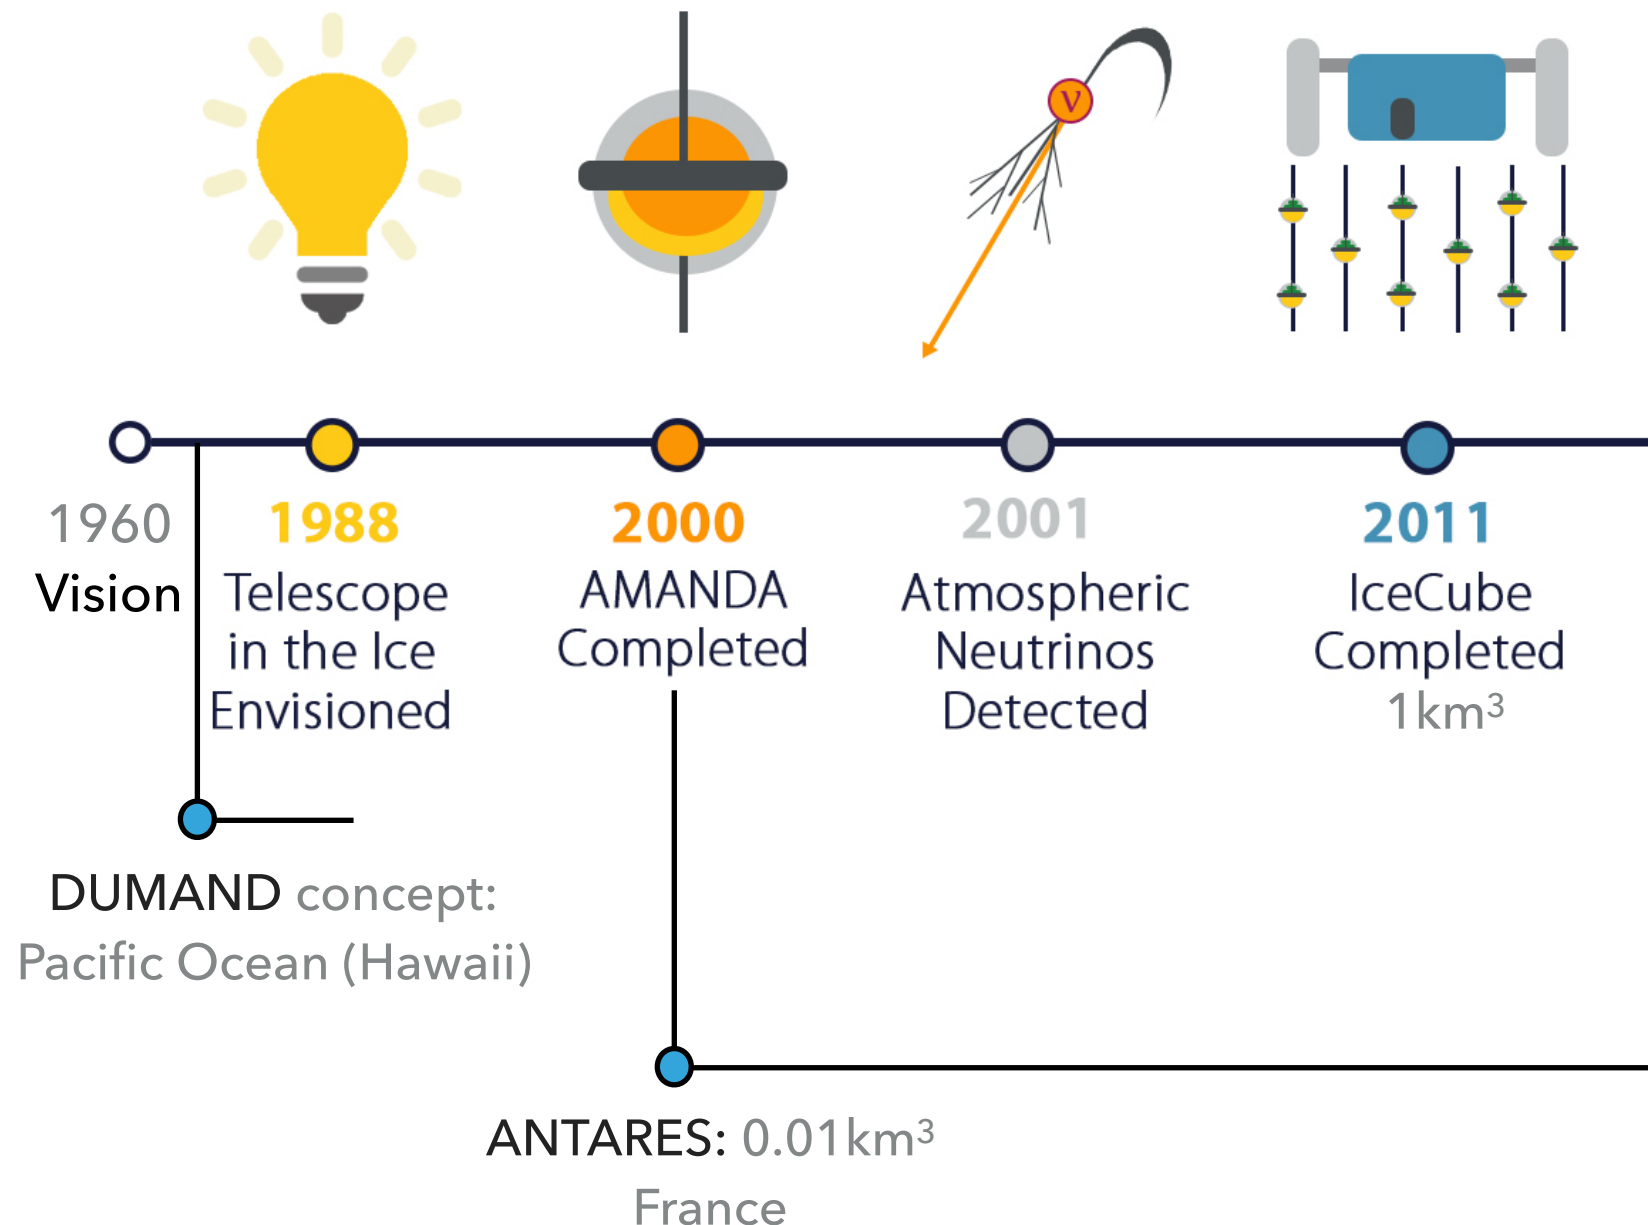 ν
1960
Vision
1988
Telescope
in the Ice
Envisioned
2000
AMANDA
Completed
2001
Atmospheric
Neutrinos
Detected
2011
IceCube
Completed
1km³
DUMAND concept:
Pacific Ocean (Hawaii)
ANTARES: 0.01km³
France